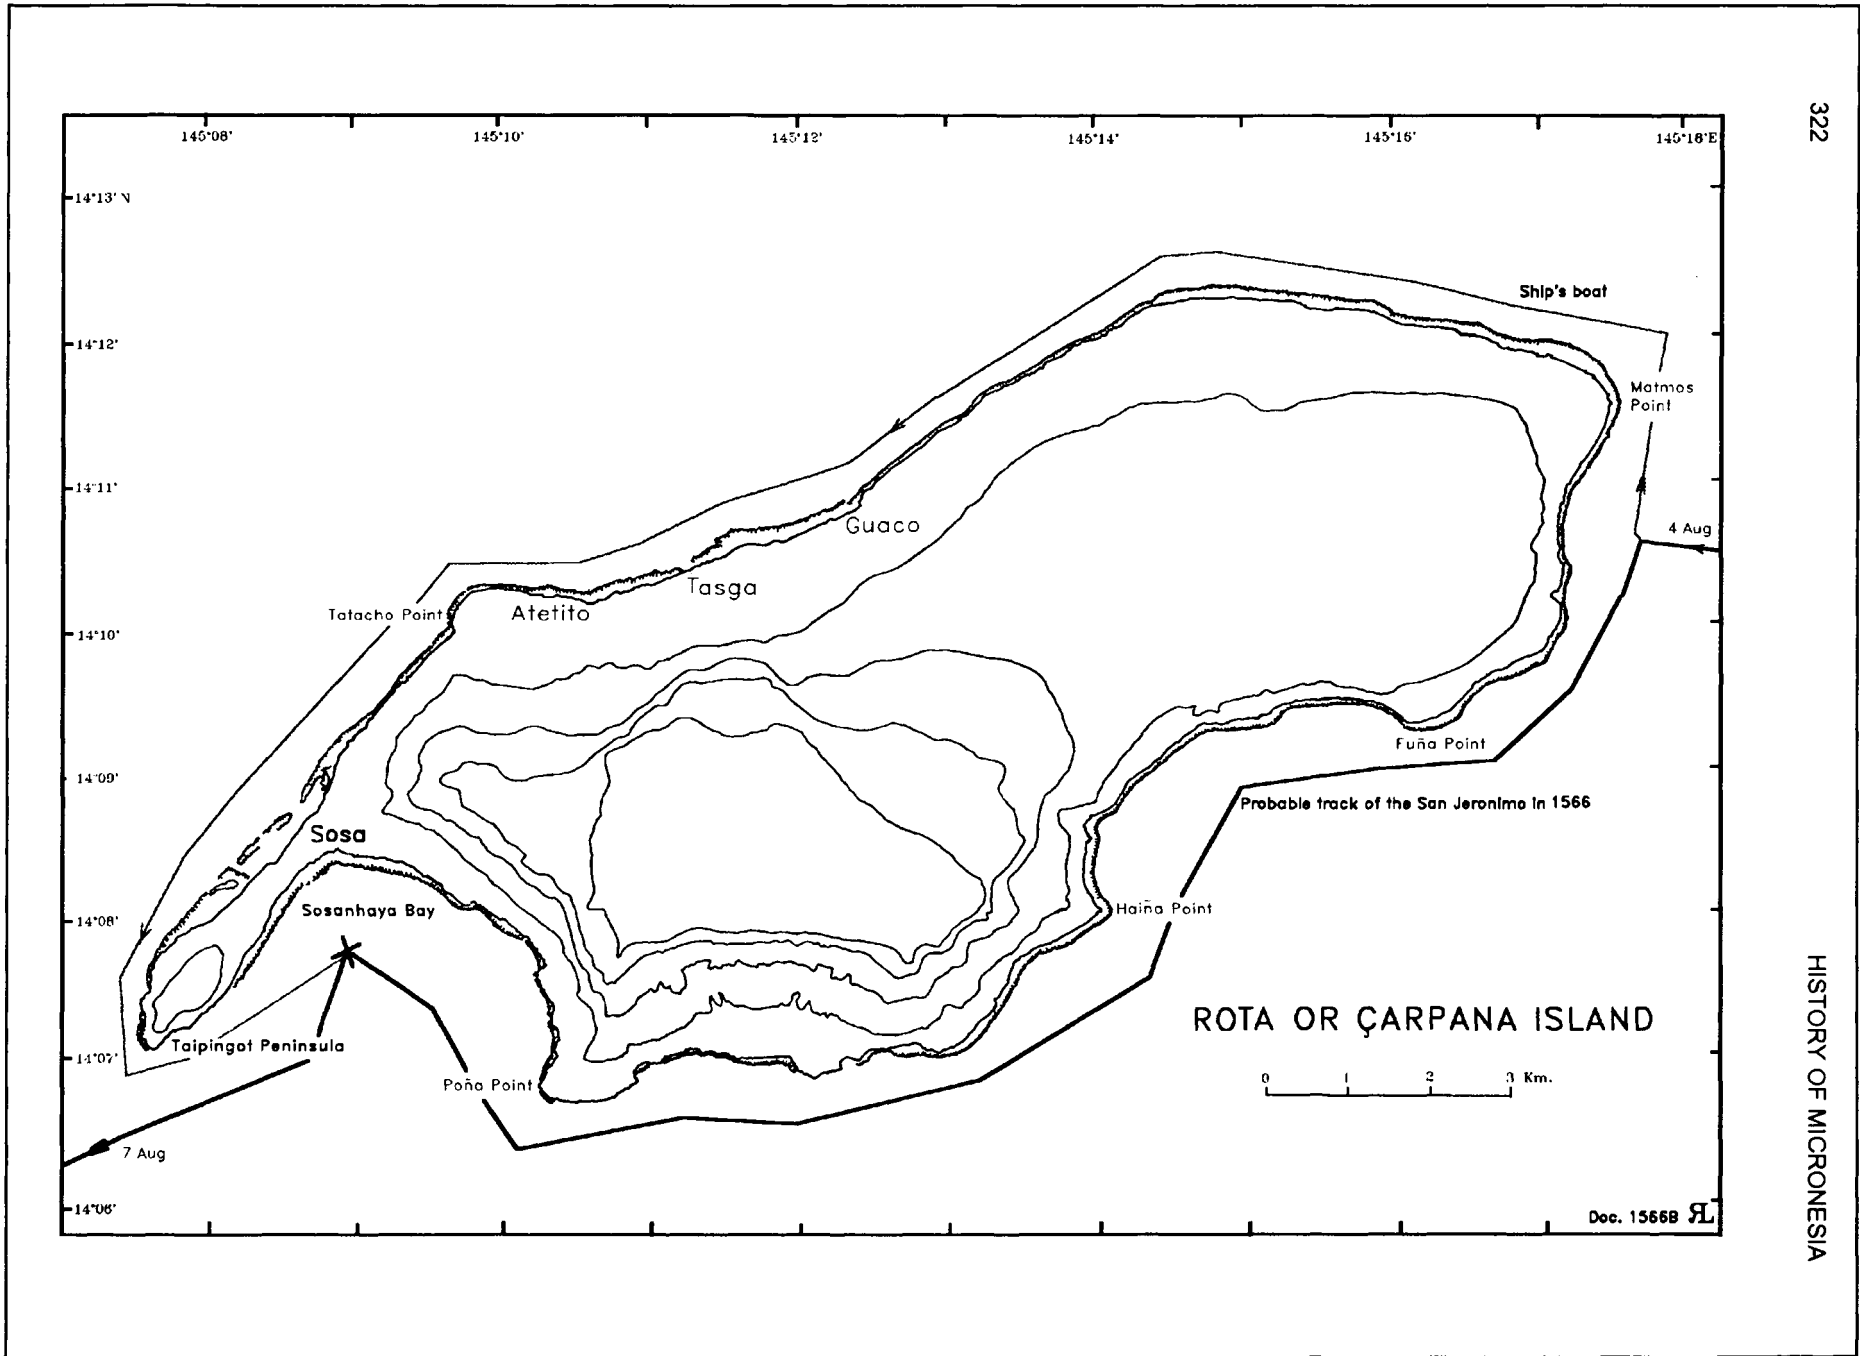 322
HISTORY OF MICRONESIA
145°08'
145°10'
145°12'
145°14'
145°16'
145°18'E
14°13' N
14°12'
14°11'
14°10'
14°09'
14°08'
14°07'
14°06'
Ship's boat
Matmos
Point
4 Aug
Guaco
Tasga
Atetito
Tatacho Point
Fuña Point
Probable track of the San Jeronimo in 1566
Sosa
Sosanhaya Bay
Haiña Point
ROTA OR ÇARPANA ISLAND
Taipingot Peninsula
Poña Point
0 1 2 3 Km.
7 Aug
Doc. 1566B RL